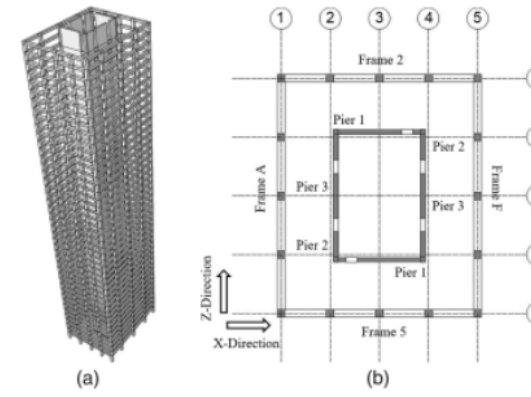 1 2 3 4 5
Frame 2
Pier 1
Pier 2
Frame A
Pier 3
Frame F
Pier 3
Pier 2
Pier 1
Z-Direction
X-Direction
Frame 5
(a) (b)